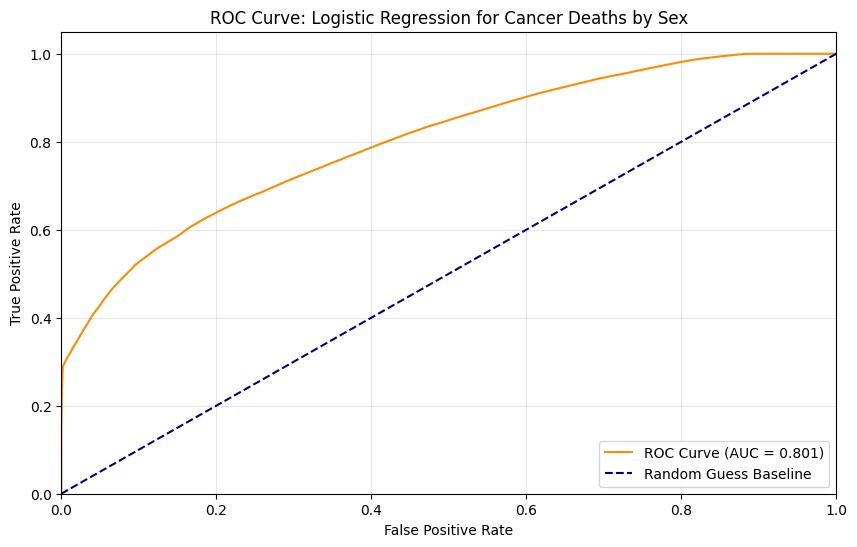 ROC Curve: Logistic Regression for Cancer Deaths by Sex
1.0
0.8
0.6
0.4
0.2
0.0
True Positive Rate
0.0 0.2 0.4 0.6 0.8 1.0
False Positive Rate
ROC Curve (AUC = 0.801)
Random Guess Baseline